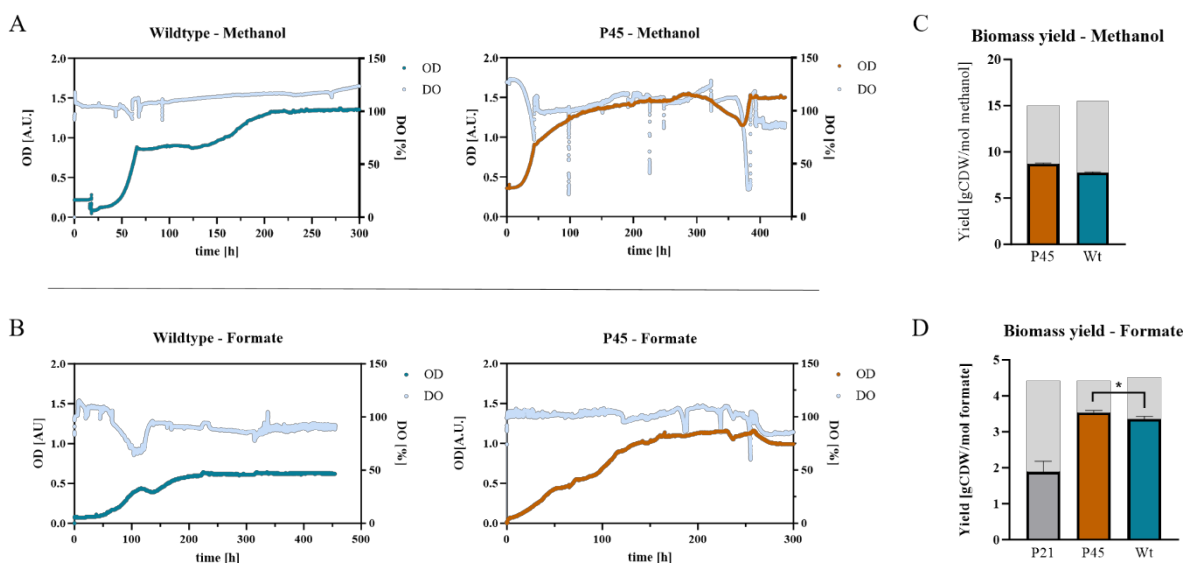 A
Wildtype - Methanol
OD [A.U.]
2.0
1.5
1.0
0.5
0.0
0
50
100
150
200
250
300
time [h]
150
100
50
0
DO [%]
OD
DO
P45 - Methanol
OD [A.U.]
2.0
1.5
1.0
0.5
0.0
0
100
200
300
400
time [h]
150
100
50
0
DO [%]
OD
DO
C
Biomass yield - Methanol
Yield [gCDW/mol methanol]
20
15
10
5
0
P45
Wt
B
Wildtype - Formate
OD [AU]
2.0
1.5
1.0
0.5
0.0
0
100
200
300
400
500
time [h]
150
100
50
0
DO [%]
OD
DO
P45 - Formate
OD[A.U.]
2.0
1.5
1.0
0.5
0.0
0
100
200
300
time [h]
150
100
50
0
DO [%]
OD
DO
D
Biomass yield - Formate
Yield [gCDW/mol formate]
5
4
3
2
1
0
*
P21
P45
Wt